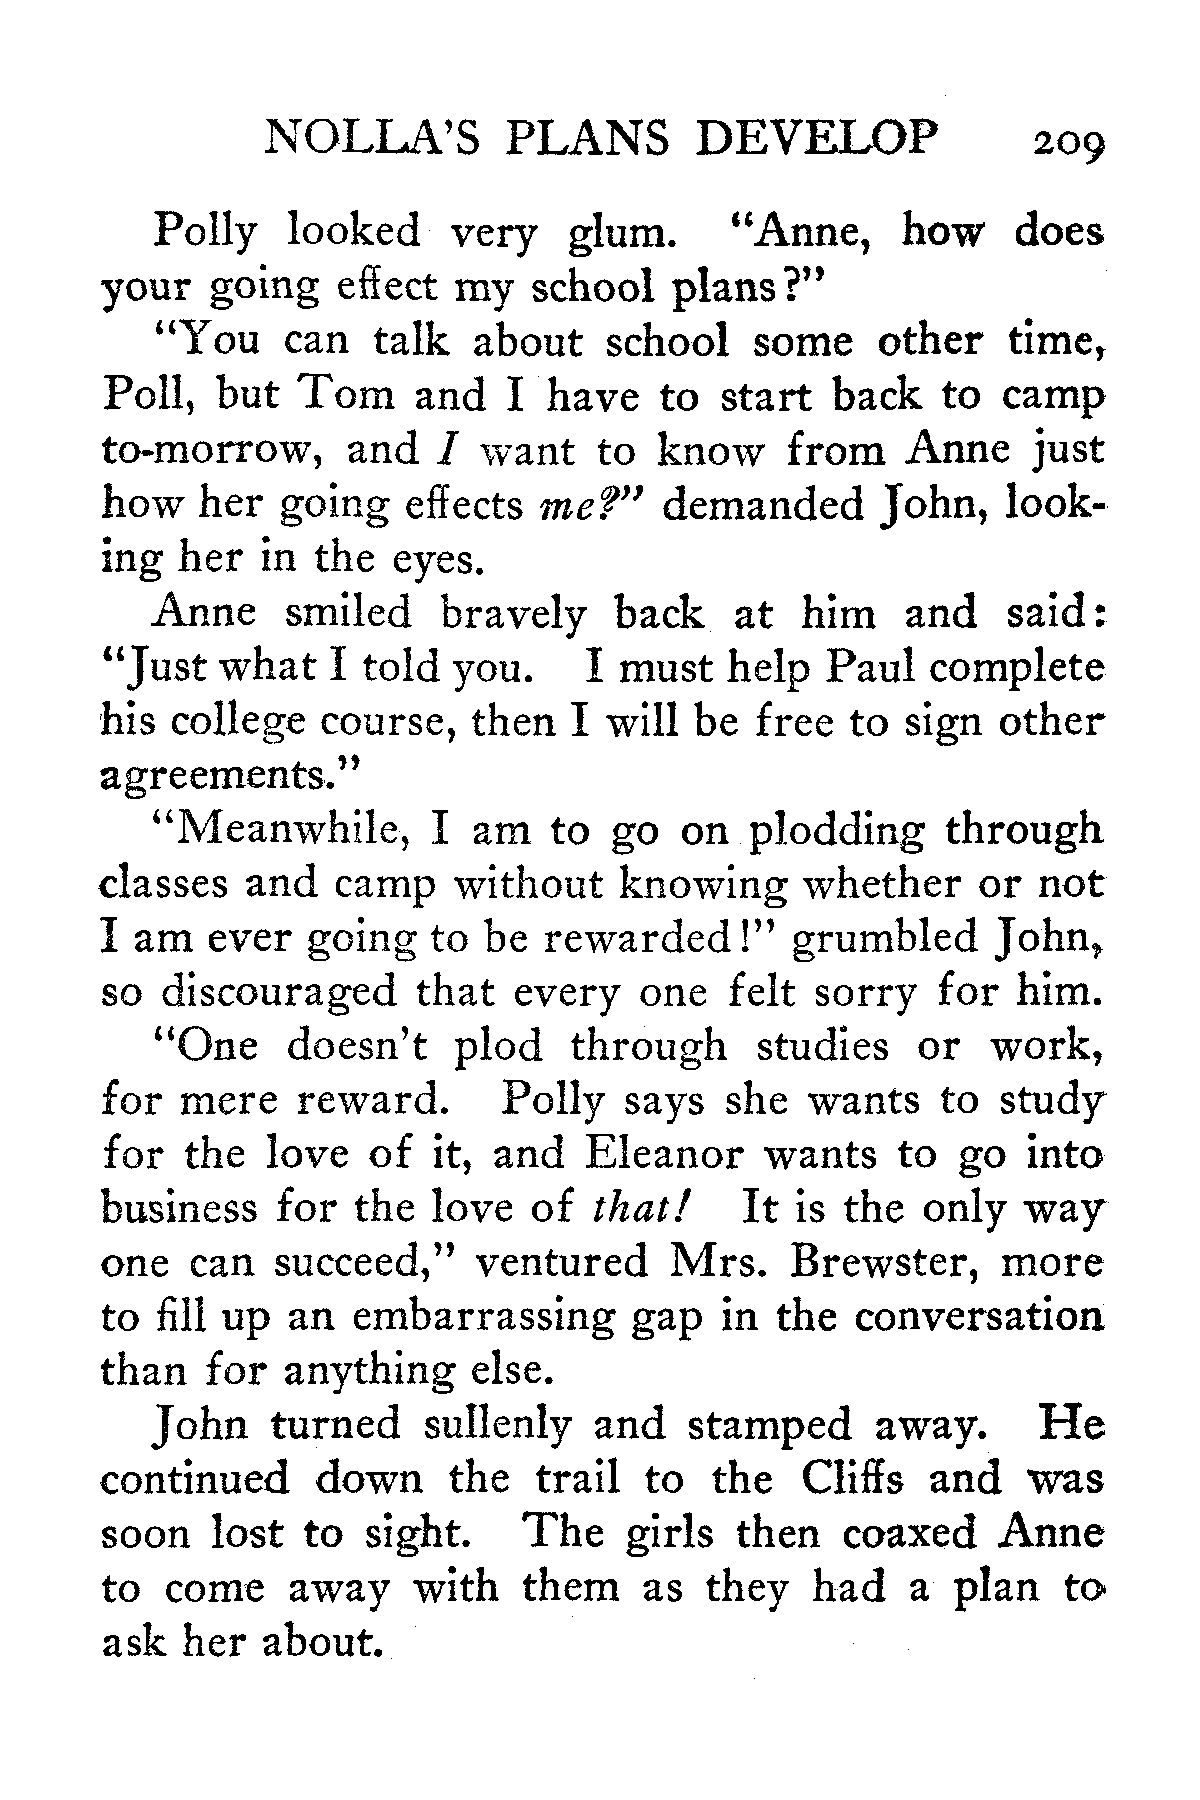 NOLLA'S PLANS DEVELOP 209
Polly looked very glum. "Anne, how does
your going effect my school plans?"
"You can talk about school some other time,
Poll, but Tom and I have to start back to camp
to-morrow, and I want to know from Anne just
how her going effects me?" demanded John, look-
ing her in the eyes.
Anne smiled bravely back at him and said:
"Just what I told you. I must help Paul complete
his college course, then I will be free to sign other
agreements."
"Meanwhile, I am to go on plodding through
classes and camp without knowing whether or not
I am ever going to be rewarded!" grumbled John,
so discouraged that every one felt sorry for him.
"One doesn't plod through studies or work,
for mere reward. Polly says she wants to study
for the love of it, and Eleanor wants to go into
business for the love of that! It is the only way
one can succeed," ventured Mrs. Brewster, more
to fill up an embarrassing gap in the conversation
than for anything else.
John turned sullenly and stamped away. He
continued down the trail to the Cliffs and was
soon lost to sight. The girls then coaxed Anne
to come away with them as they had a plan to
ask her about.